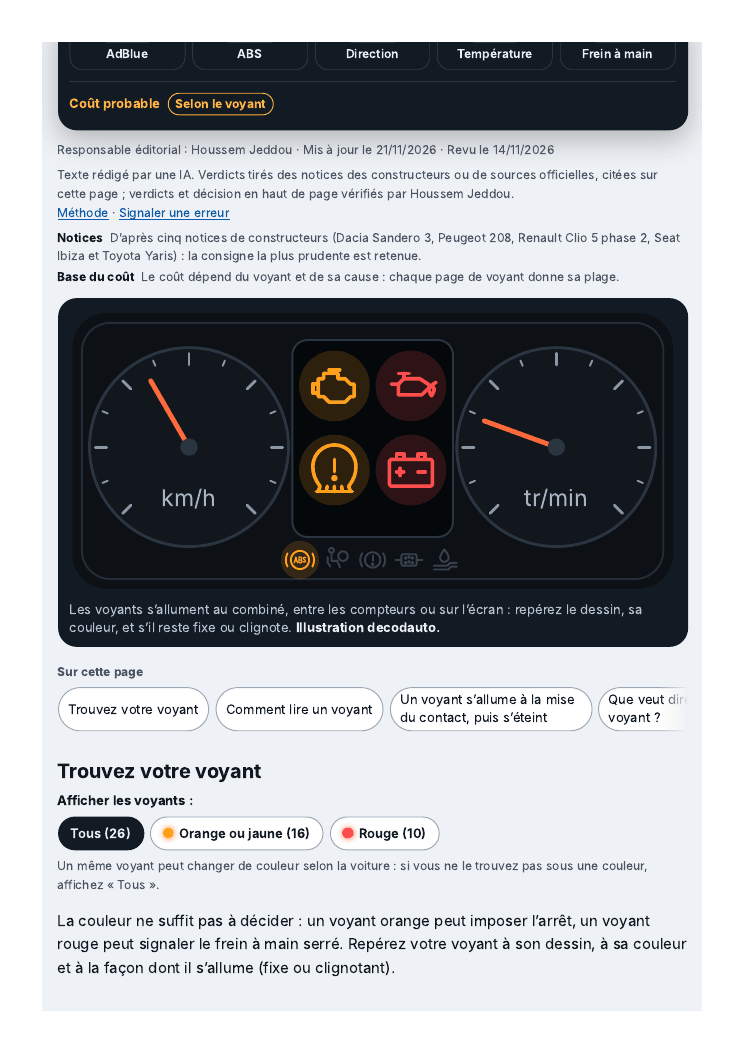 AdBlue
ABS
Direction
Température
Frein à main
Coût probable Selon le voyant
Responsable éditorial : Houssem Jeddou · Mis à jour le 21/11/2026 · Revu le 14/11/2026
Texte rédigé par une IA. Verdicts tirés des notices des constructeurs ou de sources officielles, citées sur
cette page ; verdicts et décision en haut de page vérifiés par Houssem Jeddou.
Méthode · Signaler une erreur
Notices D’après cinq notices de constructeurs (Dacia Sandero 3, Peugeot 208, Renault Clio 5 phase 2, Seat
Ibiza et Toyota Yaris) : la consigne la plus prudente est retenue.
Base du coût Le coût dépend du voyant et de sa cause : chaque page de voyant donne sa plage.
km/h
tr/min
ABS
Les voyants s’allument au combiné, entre les compteurs ou sur l’écran : repérez le dessin, sa
couleur, et s’il reste fixe ou clignote. Illustration decodauto.
Sur cette page
Trouvez votre voyant
Comment lire un voyant
Un voyant s’allume à la mise
du contact, puis s’éteint
Que veut dire
voyant ?
Trouvez votre voyant
Afficher les voyants :
Tous (26)
Orange ou jaune (16)
Rouge (10)
Un même voyant peut changer de couleur selon la voiture : si vous ne le trouvez pas sous une couleur,
affichez « Tous ».
La couleur ne suffit pas à décider : un voyant orange peut imposer l’arrêt, un voyant
rouge peut signaler le frein à main serré. Repérez votre voyant à son dessin, à sa couleur
et à la façon dont il s’allume (fixe ou clignotant).